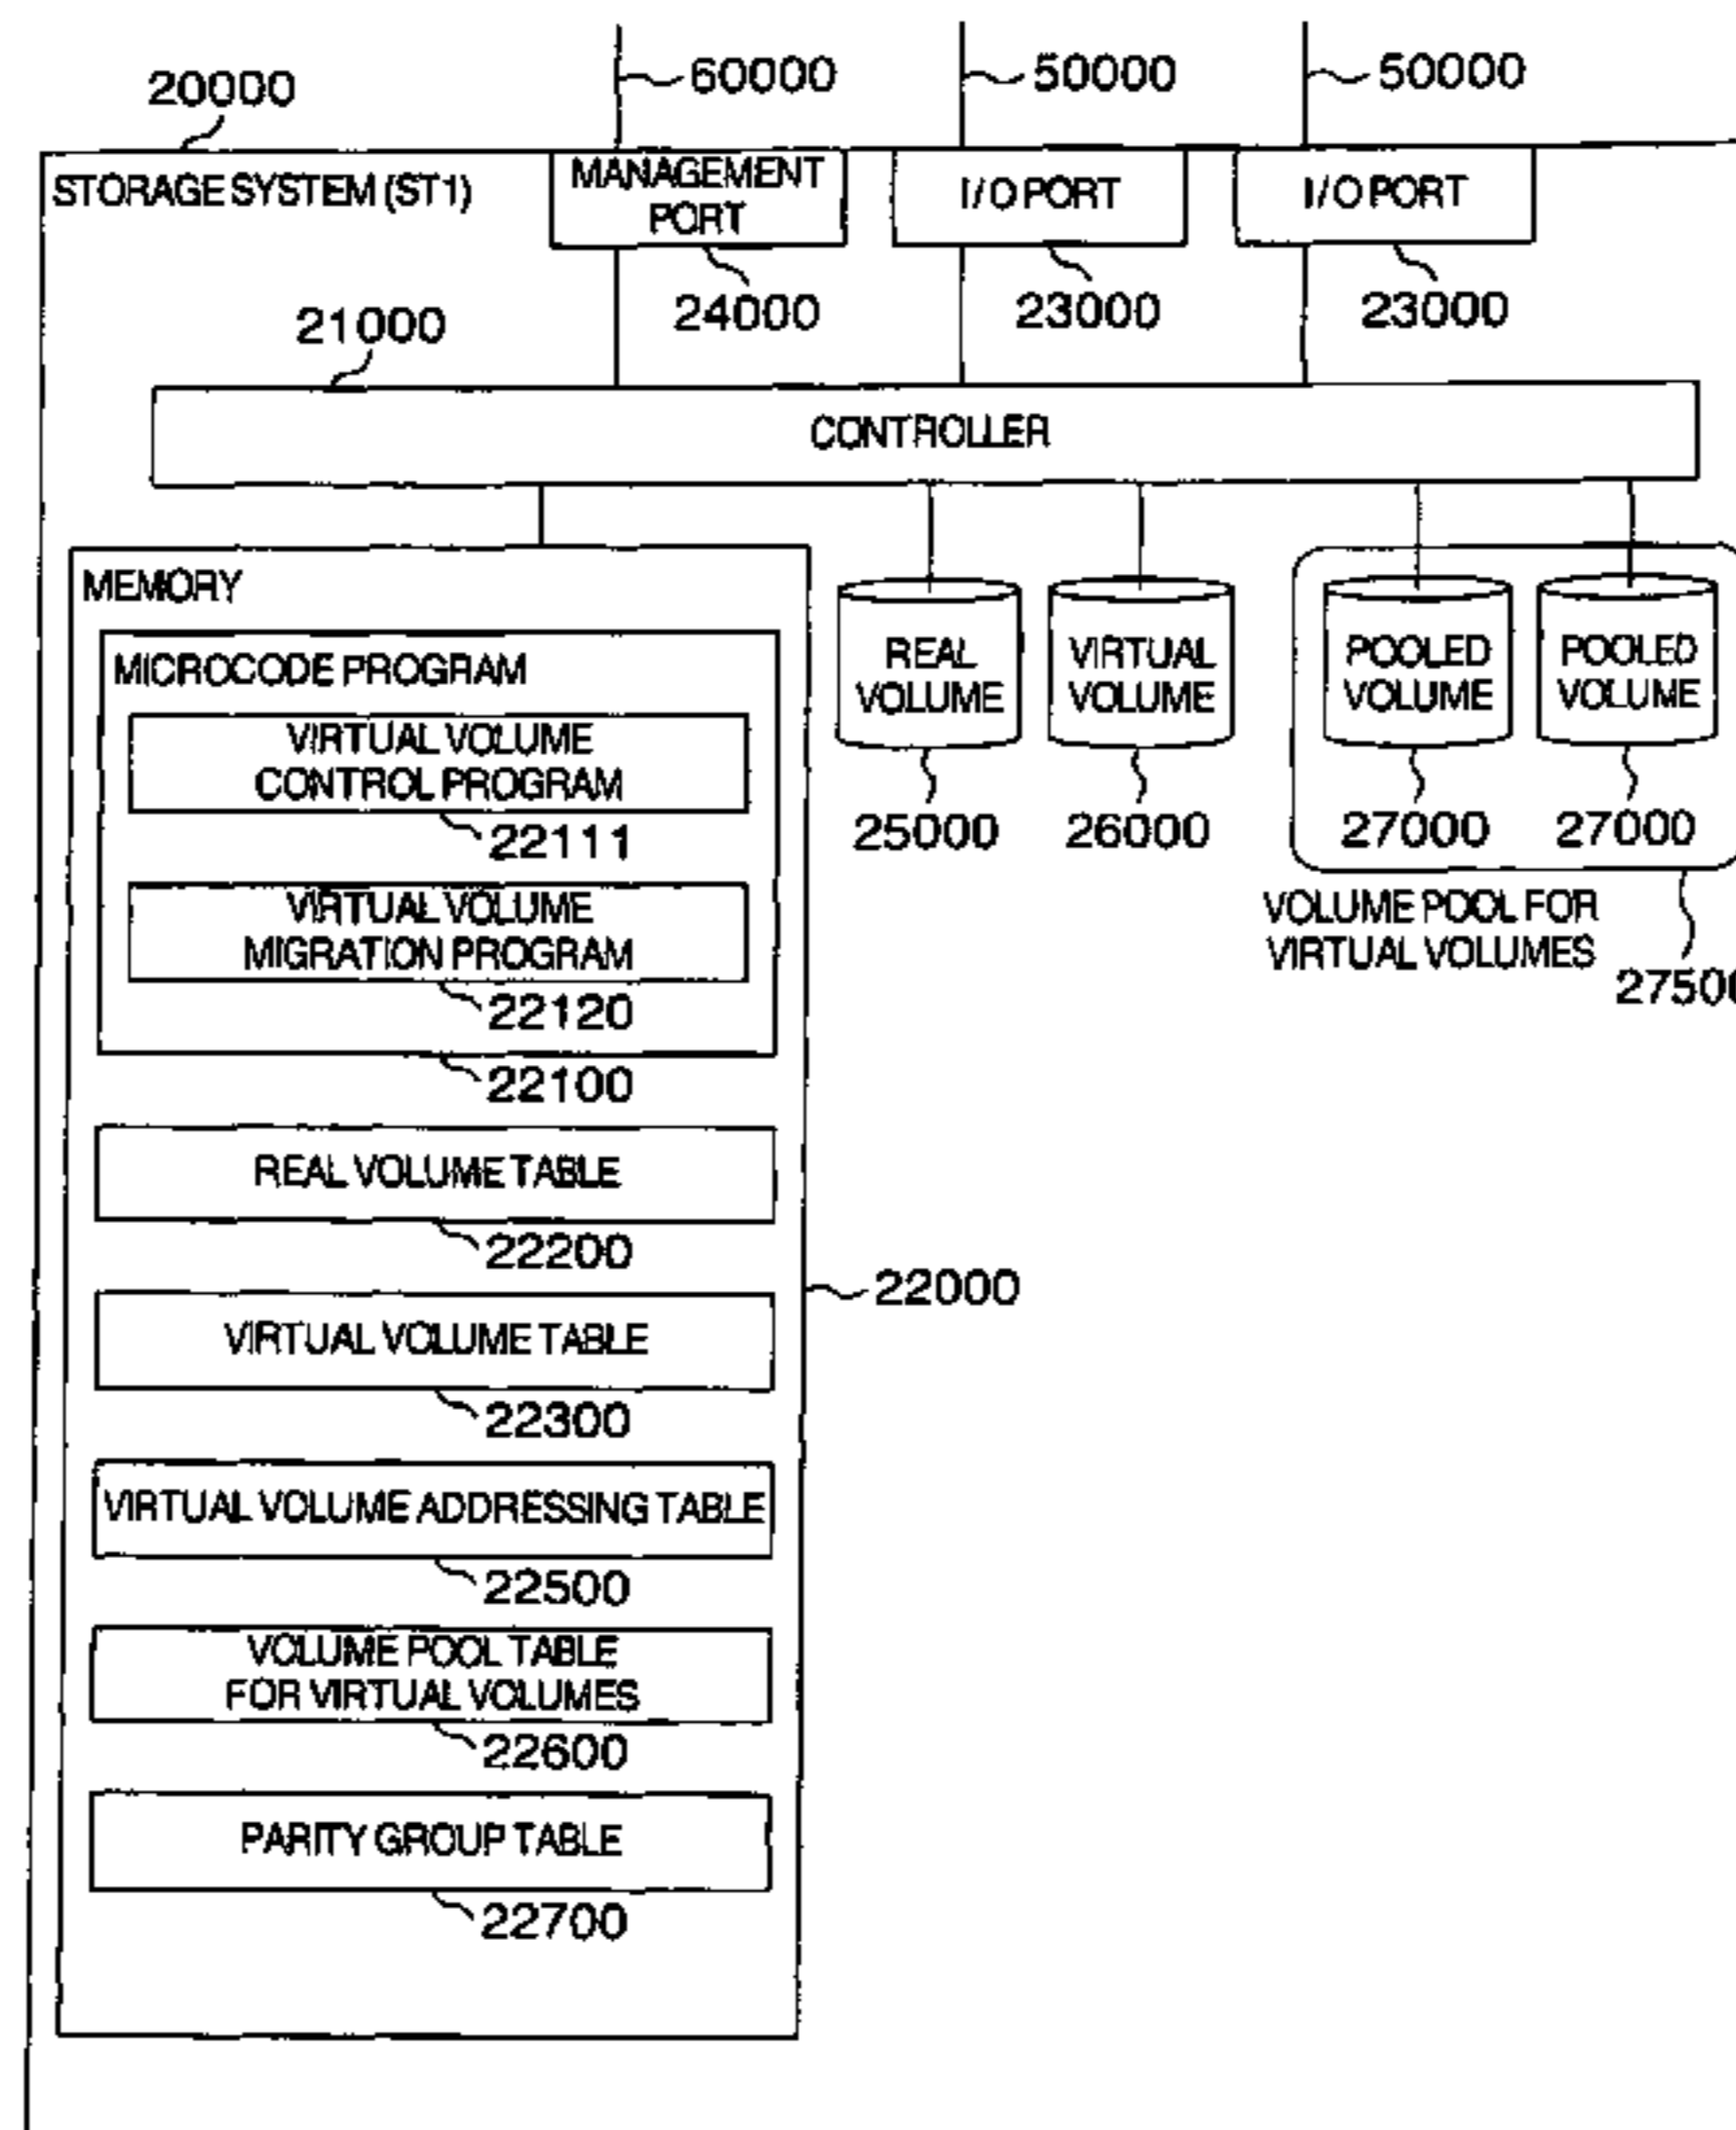 60000
50000
50000
20000
STORAGE SYSTEM (ST1)
MANAGEMENT
PORT
I/O PORT
I/O PORT
24000
23000
23000
21000
CONTROLLER
MEMORY
MICROCODE PROGRAM
VIRTUAL VOLUME
CONTROL PROGRAM
22111
VIRTUAL VOLUME
MIGRATION PROGRAM
22120
22100
REAL
VOLUME
25000
VIRTUAL
VOLUME
26000
POOLED
VOLUME
27000
POOLED
VOLUME
27000
VOLUME POOL FOR
VIRTUAL VOLUMES
27500
REAL VOLUME TABLE
22200
22000
VIRTUAL VOLUME TABLE
22300
VIRTUAL VOLUME ADDRESSING TABLE
22500
VOLUME POOL TABLE
FOR VIRTUAL VOLUMES
22600
PARITY GROUP TABLE
22700